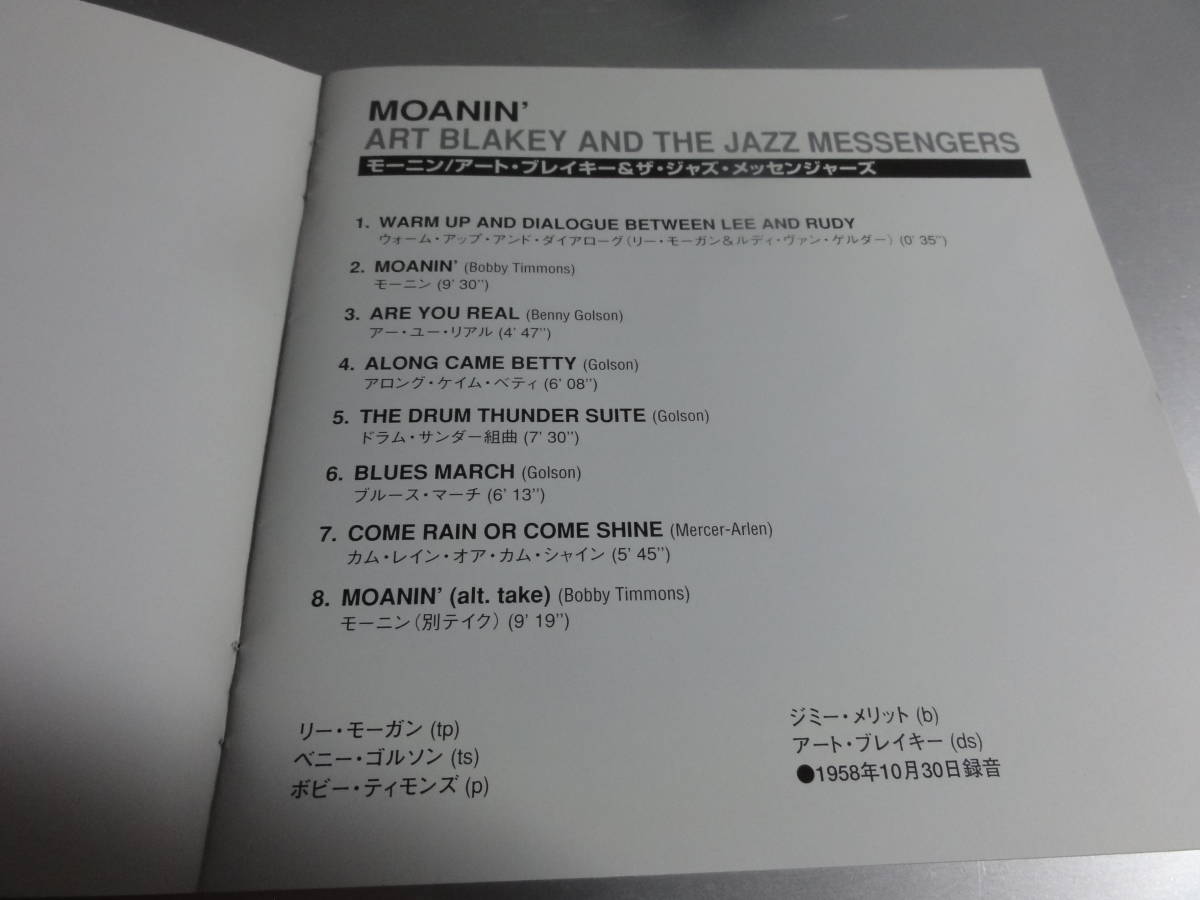 MOANIN'
ART BLAKEY AND THE JAZZ MESSENGERS
モーニン/アート・ブレイキー&ザ・ジャズ・メッセンジャーズ
1. WARM UP AND DIALOGUE BETWEEN LEE AND RUDY
ウォーム・アップ・アンド・ダイアローグ(リー・モーガン&ルディ・ヴァン・ゲルダー) (0' 35'')
2. MOANIN' (Bobby Timmons)
モーニン (9' 30'')
3. ARE YOU REAL (Benny Golson)
アー・ユー・リアル (4' 47'')
4. ALONG CAME BETTY (Golson)
アロング・ケイム・ベティ (6' 08'')
5. THE DRUM THUNDER SUITE (Golson)
ドラム・サンダー組曲 (7' 30'')
6. BLUES MARCH (Golson)
ブルース・マーチ (6' 13'')
7. COME RAIN OR COME SHINE (Mercer-Arlen)
カム・レイン・オア・カム・シャイン (5' 45'')
8. MOANIN' (alt. take) (Bobby Timmons)
モーニン(別テイク) (9' 19'')
リー・モーガン (tp)
ベニー・ゴルソン (ts)
ボビー・ティモンズ (p)
ジミー・メリット (b)
アート・ブレイキー (ds)
●1958年10月30日録音